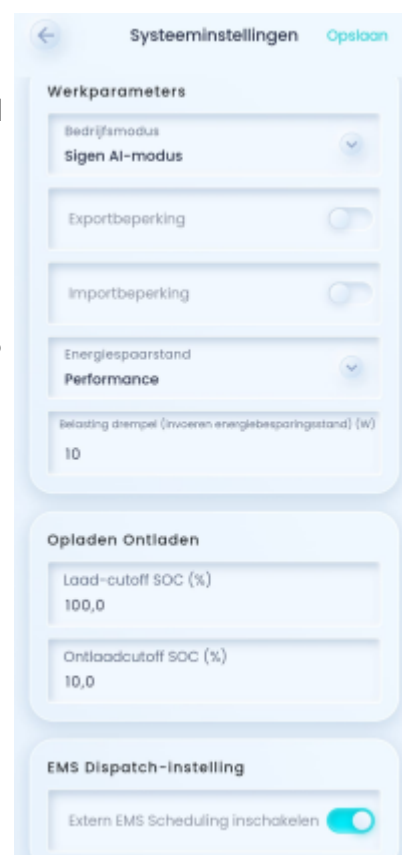 Systeeminstellingen Opslaan
Werkparameters
Bedrijfsmodus
Sigen AI-modus
Exportbeperking
Importbeperking
Energiespaarstand
Performance
Belasting drempel (invoeren energiebesparingsstand) (W)
10
Opladen Ontladen
Laad-cutoff SOC (%)
100,0
Ontlaadcutoff SOC (%)
10,0
EMS Dispatch-instelling
Extern EMS Scheduling inschakelen